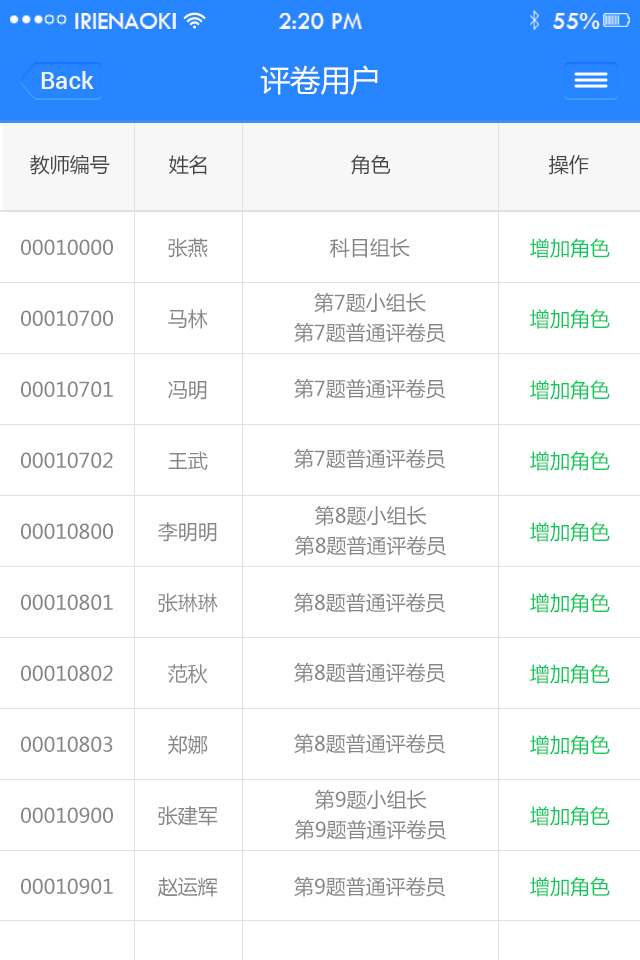 IRIENAOKI 2:20 PM 55%
Back 评卷用户
教师编号 姓名 角色 操作
00010000 张燕 科目组长 增加角色
00010700 马林 第7题小组长 增加角色
第7题普通评卷员
00010701 冯明 第7题普通评卷员 增加角色
00010702 王武 第7题普通评卷员 增加角色
00010800 李明明 第8题小组长 增加角色
第8题普通评卷员
00010801 张琳琳 第8题普通评卷员 增加角色
00010802 范秋 第8题普通评卷员 增加角色
00010803 郑娜 第8题普通评卷员 增加角色
00010900 张建军 第9题小组长 增加角色
第9题普通评卷员
00010901 赵运辉 第9题普通评卷员 增加角色